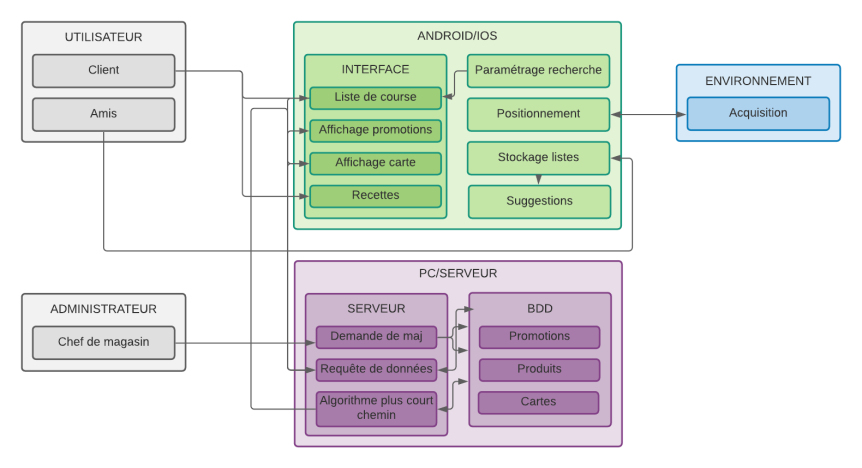 UTILISATEUR
Client
Amis
ANDROID/IOS
INTERFACE
Liste de course
Affichage promotions
Affichage carte
Recettes
Paramétrage recherche
Positionnement
Stockage listes
Suggestions
ENVIRONNEMENT
Acquisition
ADMINISTRATEUR
Chef de magasin
PC/SERVEUR
SERVEUR
Demande de maj
Requête de données
Algorithme plus court
chemin
BDD
Promotions
Produits
Cartes